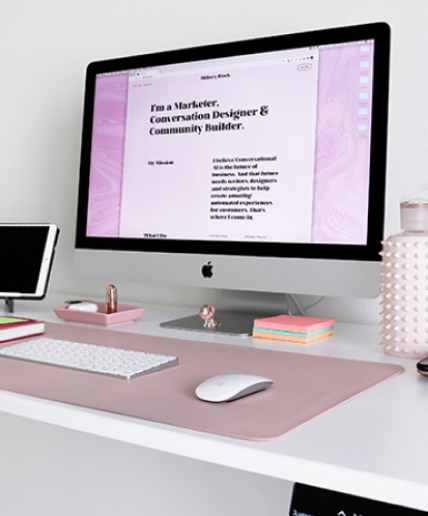 Hillary Black
I'm a Marketer,
Conversation Designer &
Community Builder.
My Mission
I believe Conversational
AI is the future of
business. And that future
needs writers, designers
and strategists to help
create amazing
automated experiences
for customers. That's
where I come in.
What I Do